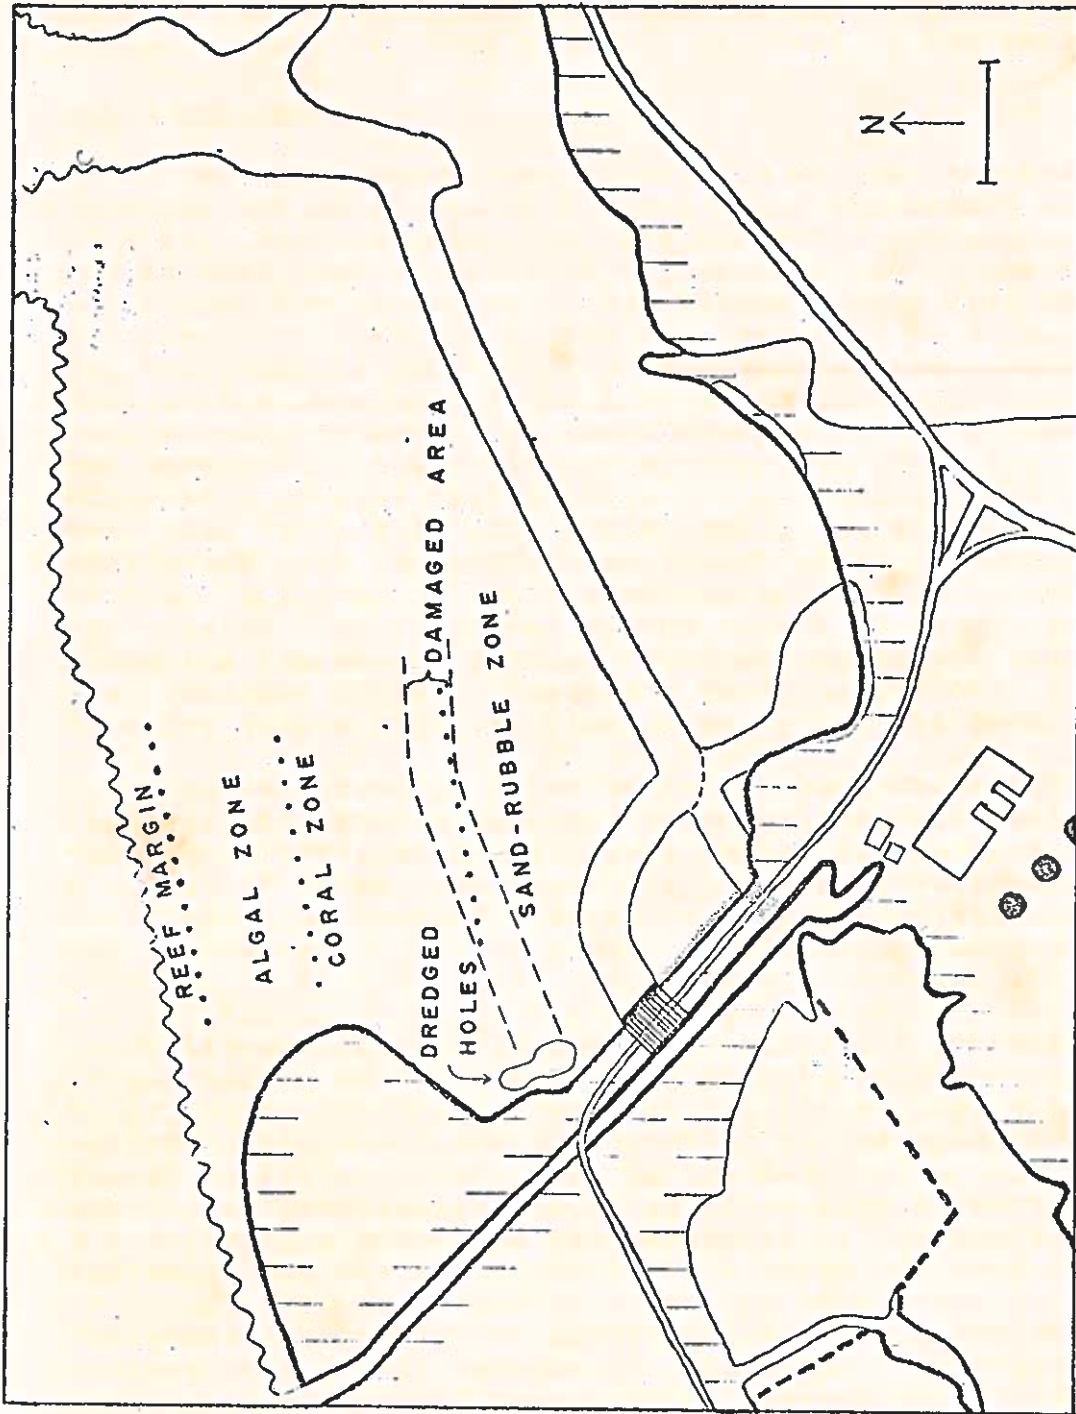 REEF MARGIN
ALGAL ZONE
CORAL ZONE
DREDGED
HOLES
DAMAGED AREA
SAND-RUBBLE ZONE
N